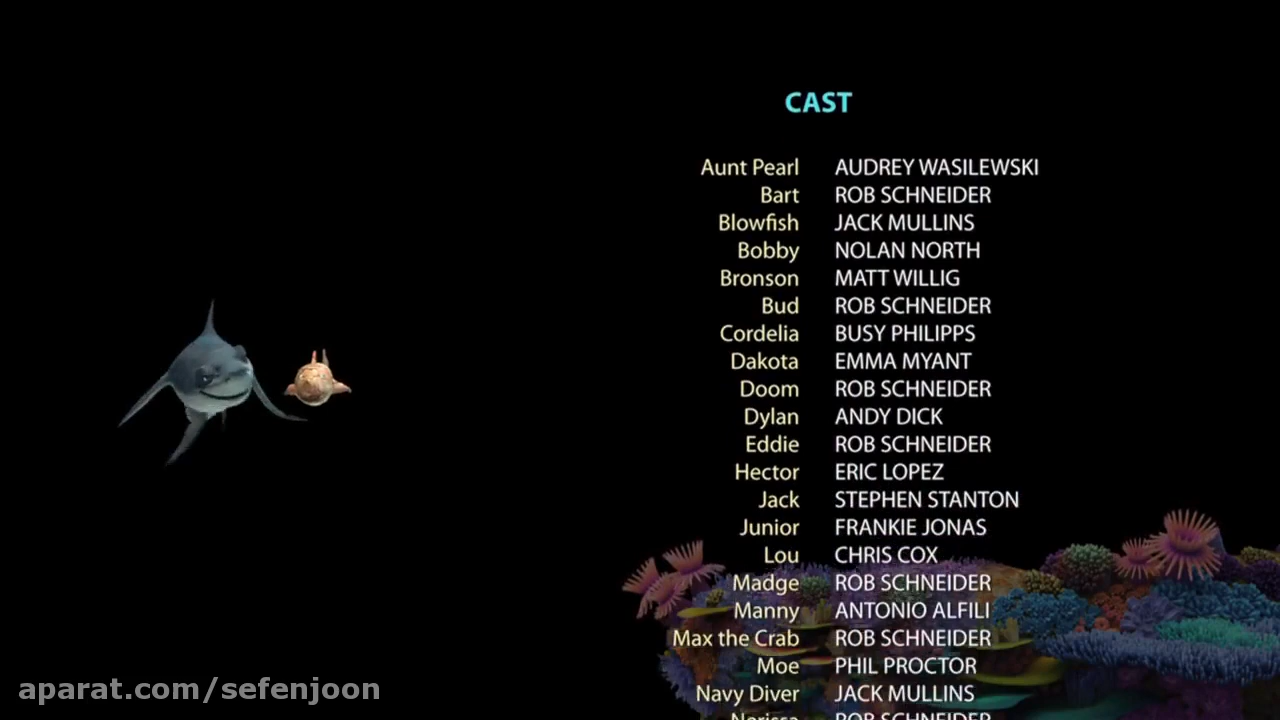 CAST
Aunt Pearl AUDREY WASILEWSKI
Bart ROB SCHNEIDER
Blowfish JACK MULLINS
Bobby NOLAN NORTH
Bronson MATT WILLIG
Bud ROB SCHNEIDER
Cordelia BUSY PHILIPPS
Dakota EMMA MYANT
Doom ROB SCHNEIDER
Dylan ANDY DICK
Eddie ROB SCHNEIDER
Hector ERIC LOPEZ
Jack STEPHEN STANTON
Junior FRANKIE JONAS
Lou CHRIS COX
Madge ROB SCHNEIDER
Manny ANTONIO ALFILI
Max the Crab ROB SCHNEIDER
Moe PHIL PROCTOR
Navy Diver JACK MULLINS
Nerissa ROB SCHNEIDER
aparat.com/sefenjoon